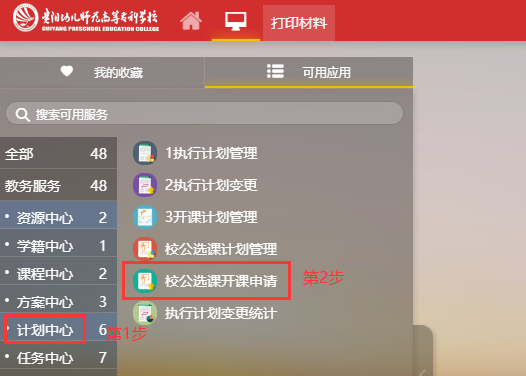 贵阳幼儿师范高等专科学校
GUIYANG PRESCHOOL EDUCATION COLLEGE
打印材料
我的收藏
可用应用
搜索可用服务
全部 48
教务服务 48
• 资源中心 2
• 学籍中心 1
• 课程中心 2
• 方案中心 3
• 计划中心 6
• 任务中心 7
1执行计划管理
2执行计划变更
3开课计划管理
校公选课计划管理
校公选课开课申请
执行计划变更统计
第1步
第2步